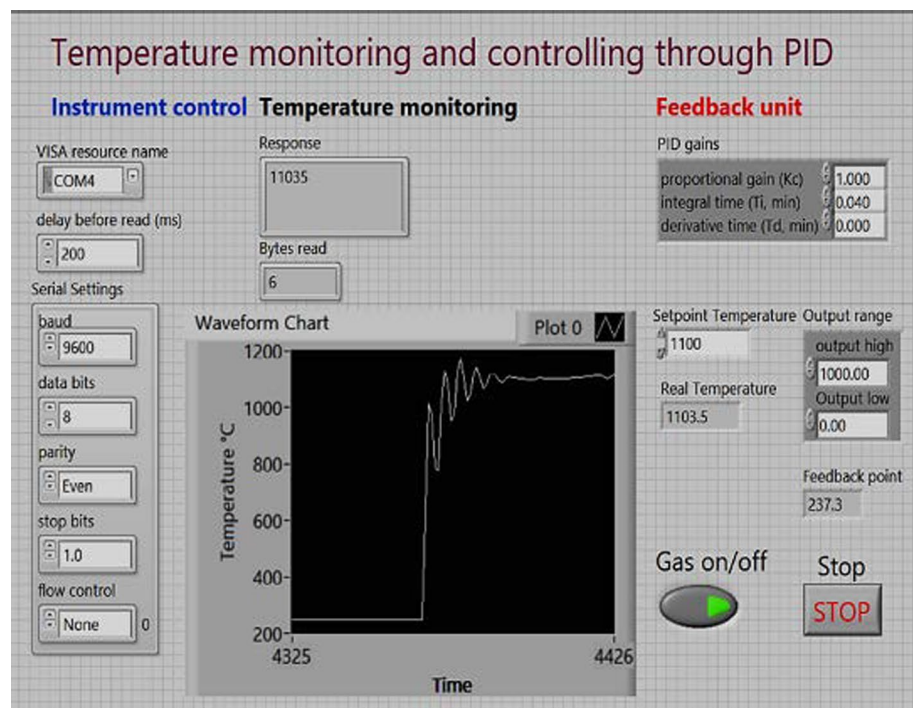 Temperature monitoring and controlling through PID
Instrument control
Temperature monitoring
Feedback unit
VISA resource name
COM4
delay before read (ms)
200
Serial Settings
baud
9600
data bits
8
parity
Even
stop bits
1.0
flow control
None
0
Response
11035
Bytes read
6
Waveform Chart
Plot 0
Temperature °C
1200
1000
800
600
400
200
4325
4426
Time
PID gains
proportional gain (Kc) 1.000
integral time (Ti, min) 0.040
derivative time (Td, min) 0.000
Setpoint Temperature
1100
Real Temperature
1103.5
Output range
output high
1000.00
Output low
0.00
Feedback point
237.3
Gas on/off
Stop
STOP